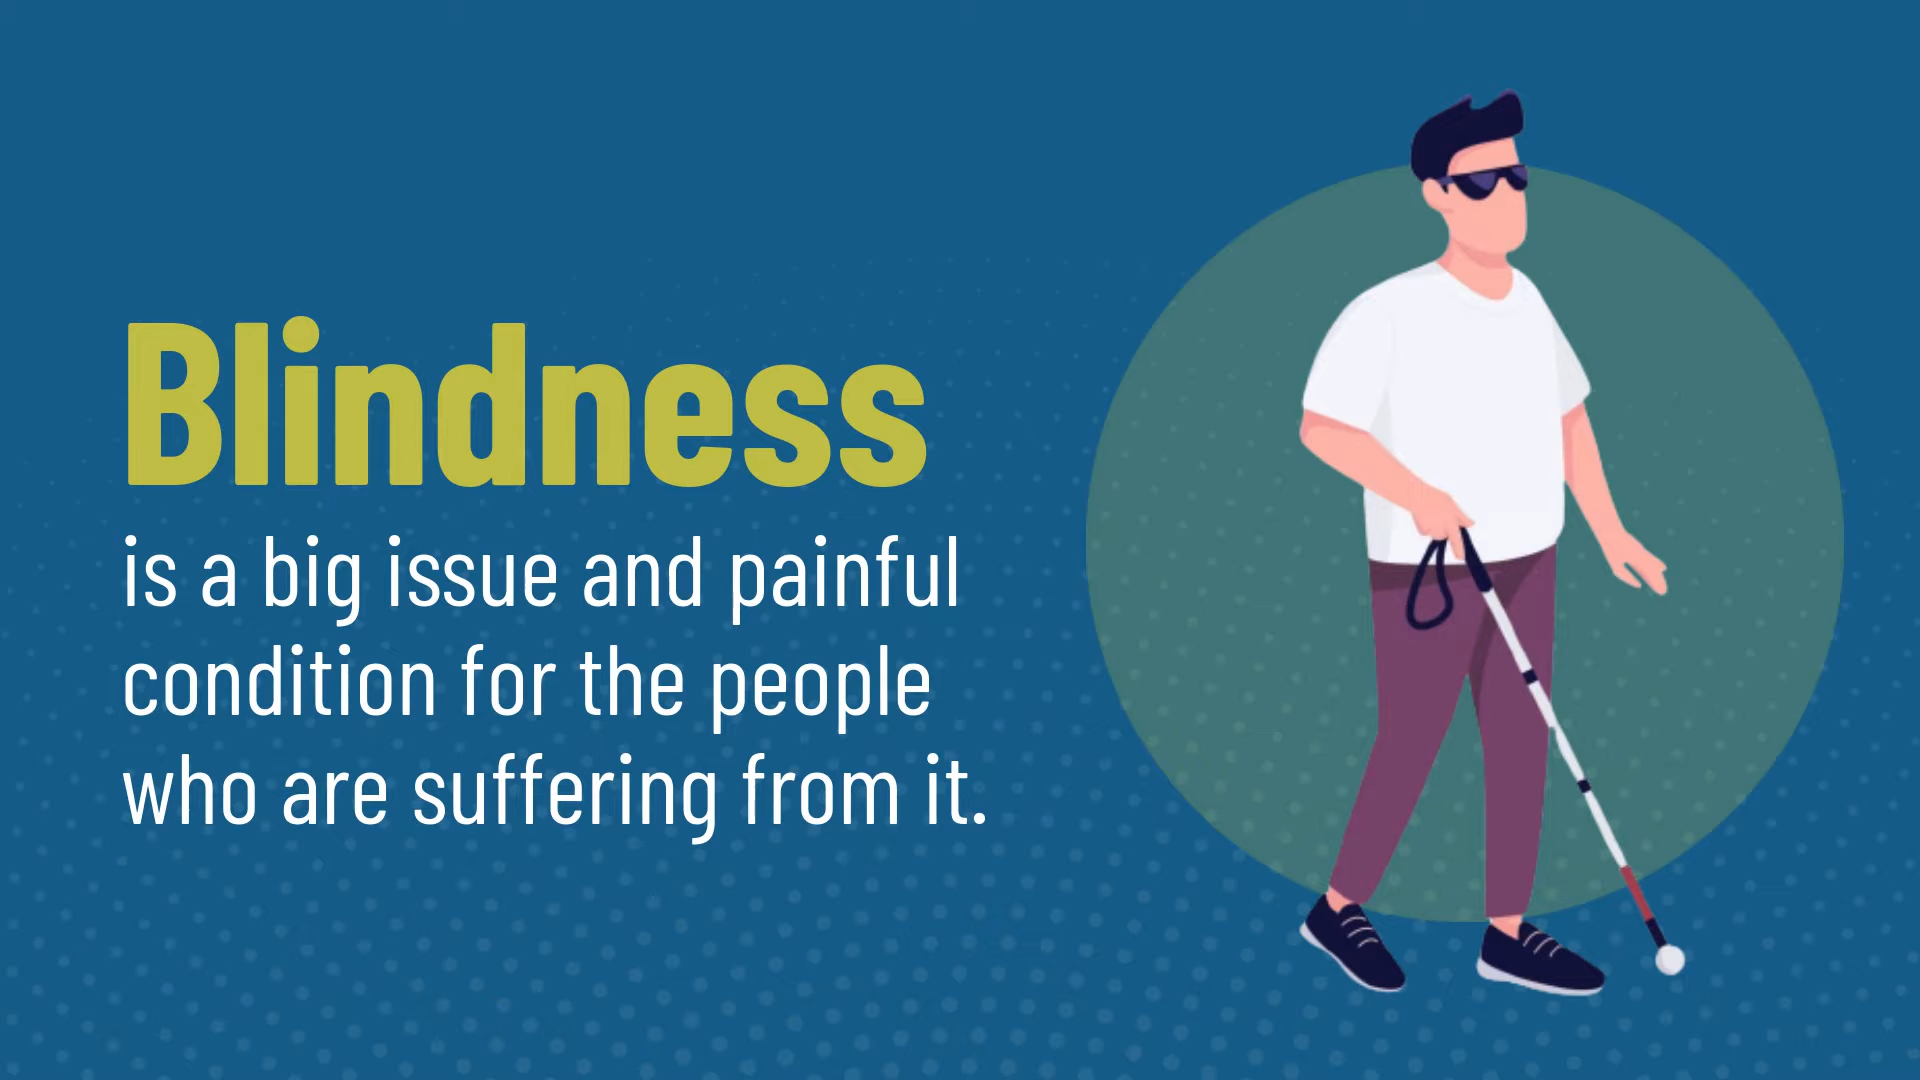 Blindness
is a big issue and painful
condition for the people
who are suffering from it.